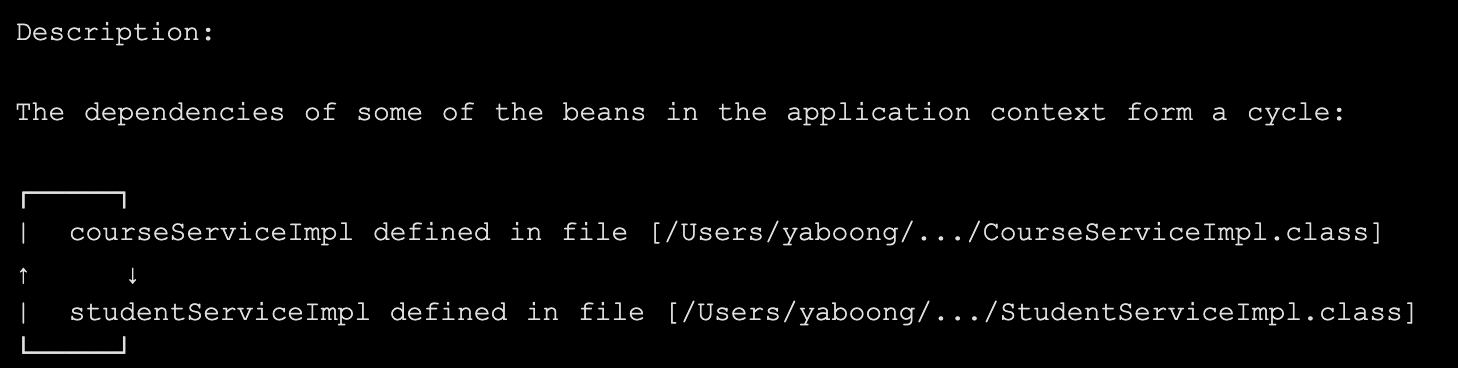 Description:
The dependencies of some of the beans in the application context form a cycle:
┌─────┐
|  courseServiceImpl defined in file [/Users/yaboong/.../CourseServiceImpl.class]
↑     ↓
|  studentServiceImpl defined in file [/Users/yaboong/.../StudentServiceImpl.class]
└─────┘